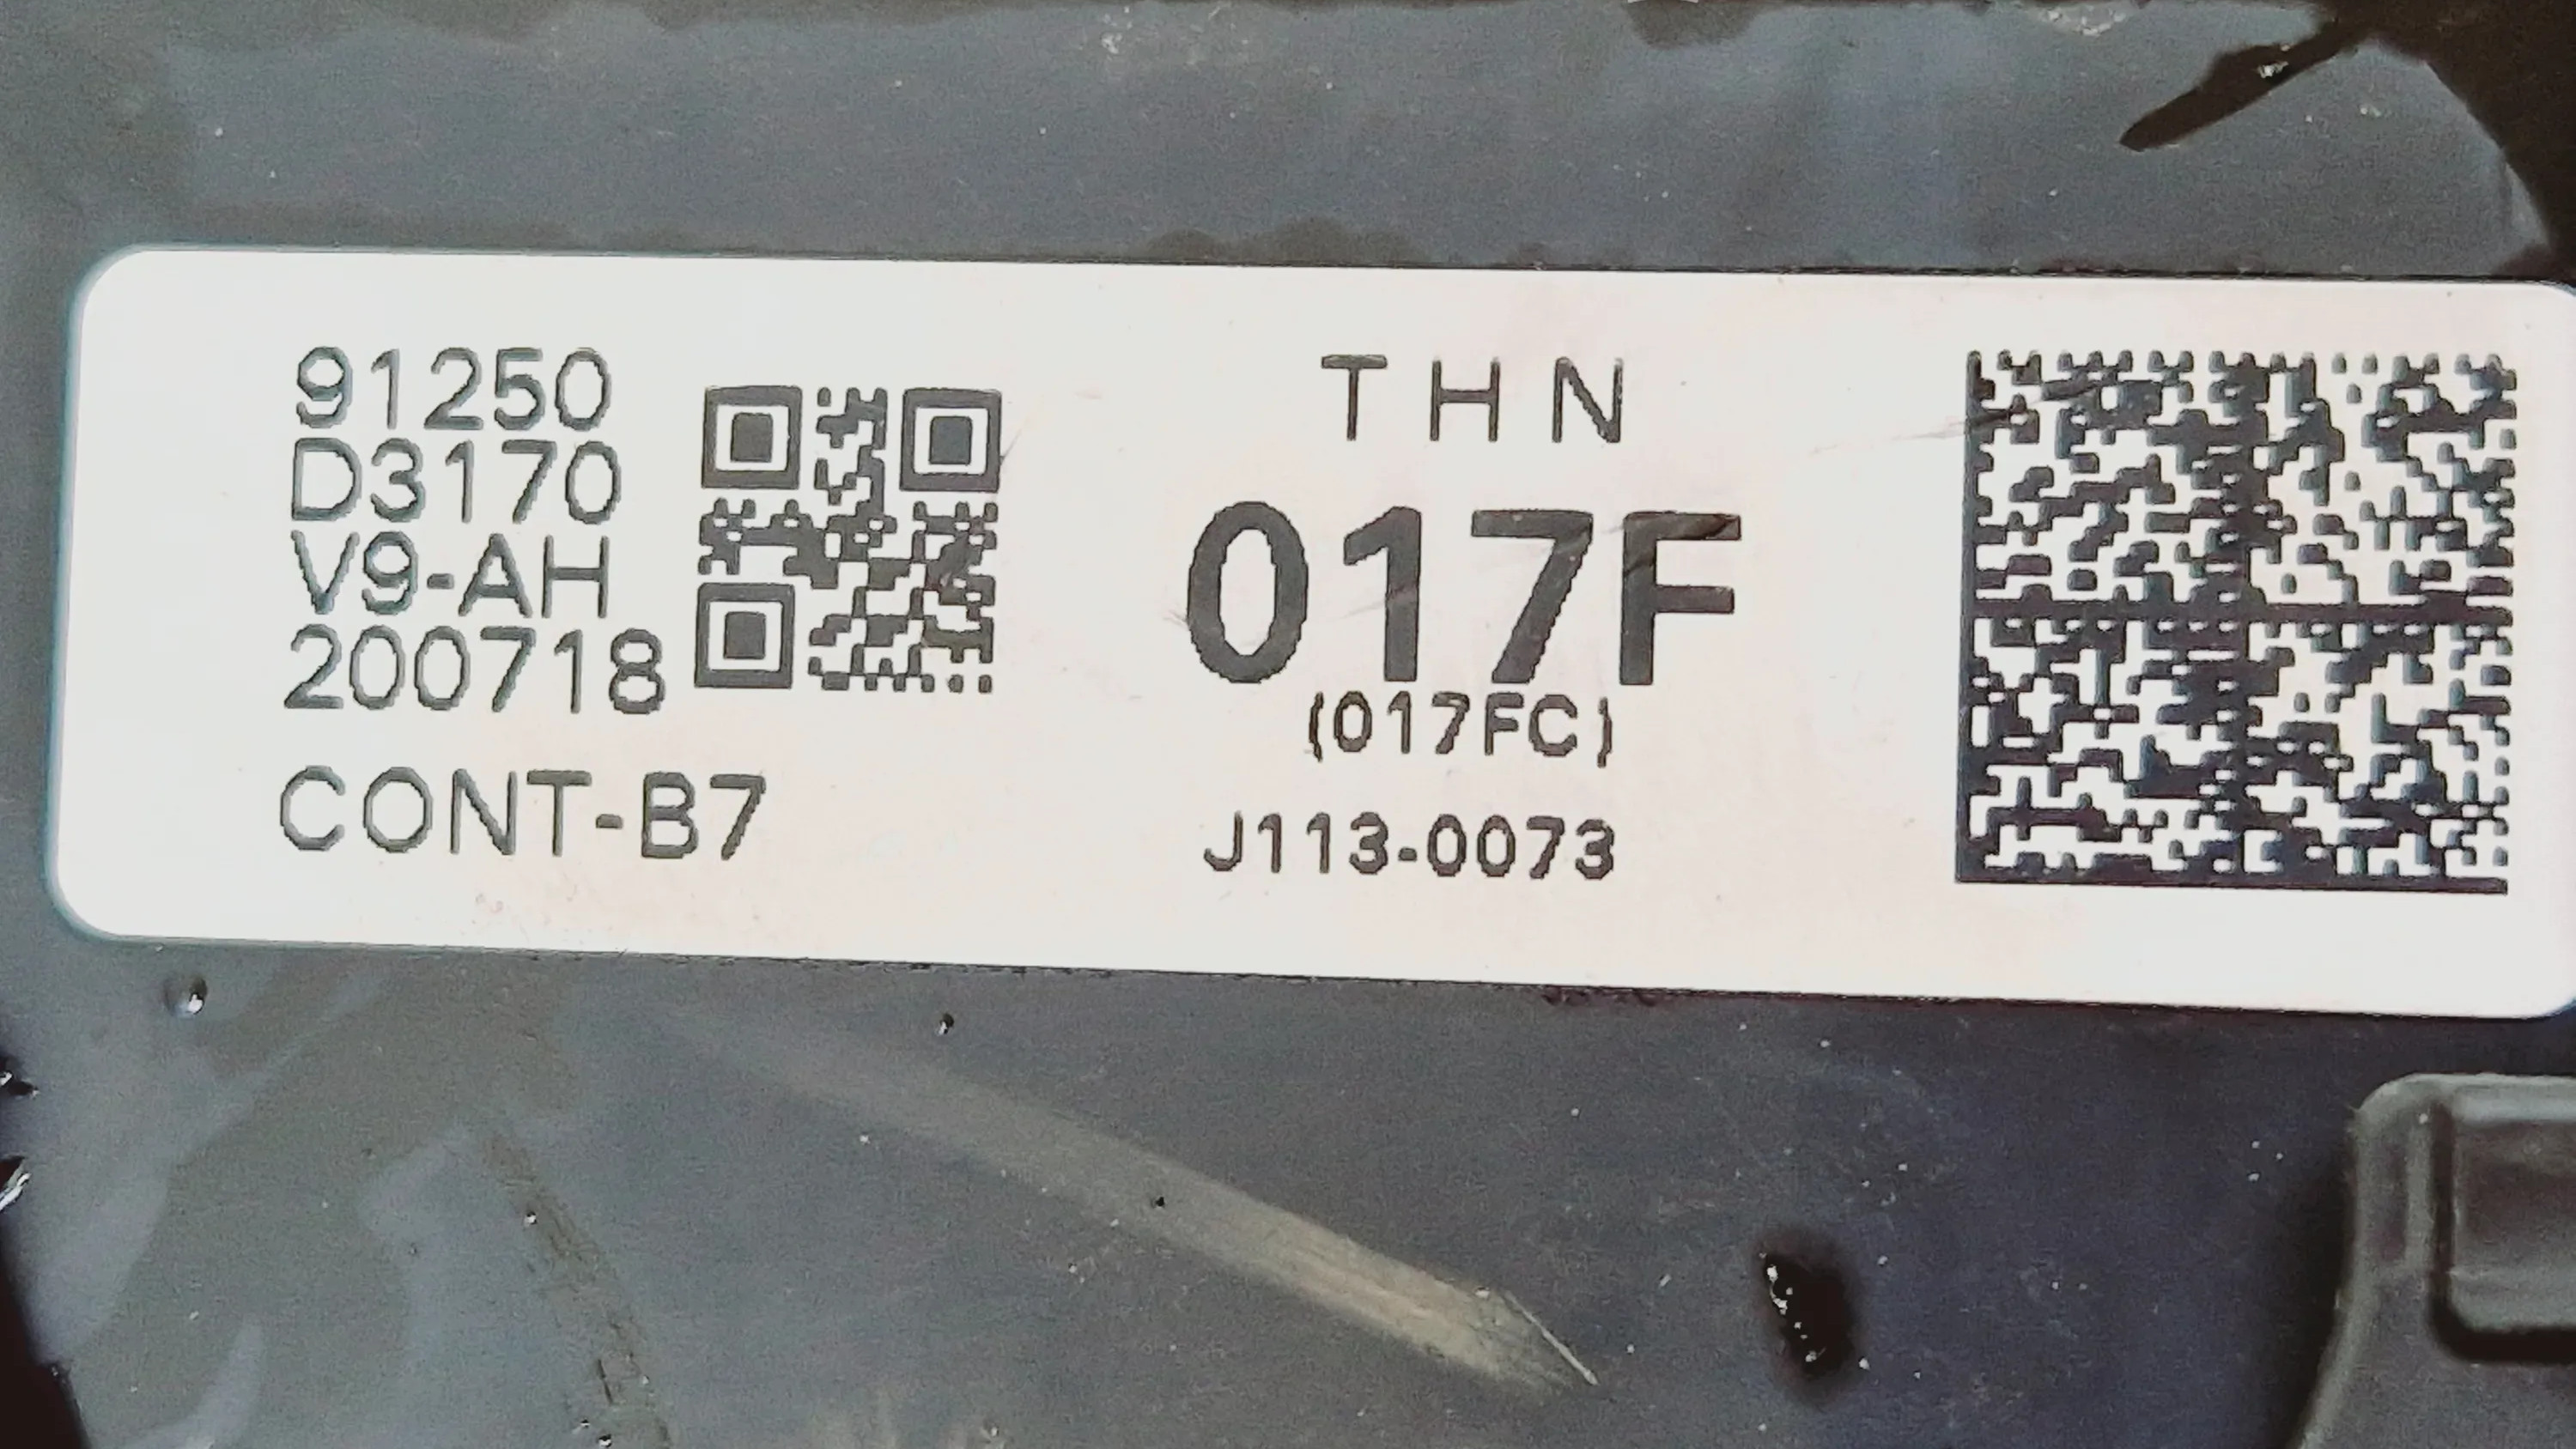 91250
D3170
V9-AH
200718
CONT-B7
THN
017F
(017FC)
J113-0073